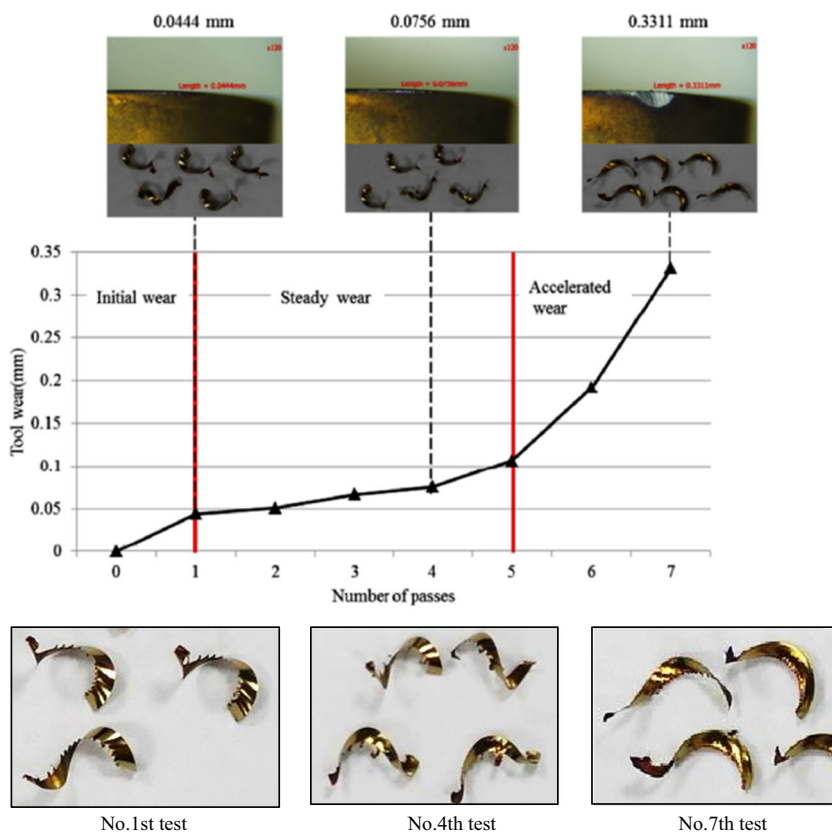 0.0444 mm
0.0756 mm
0.3311 mm
x120
x120
x120
Length = 0.0444mm
Length = 0.0756mm
Length = 0.3311mm
0.35
0.3
0.25
0.2
0.15
0.1
0.05
0
Tool wear(mm)
Initial wear
Steady wear
Accelerated
wear
0 1 2 3 4 5 6 7
Number of passes
No.1st test
No.4th test
No.7th test